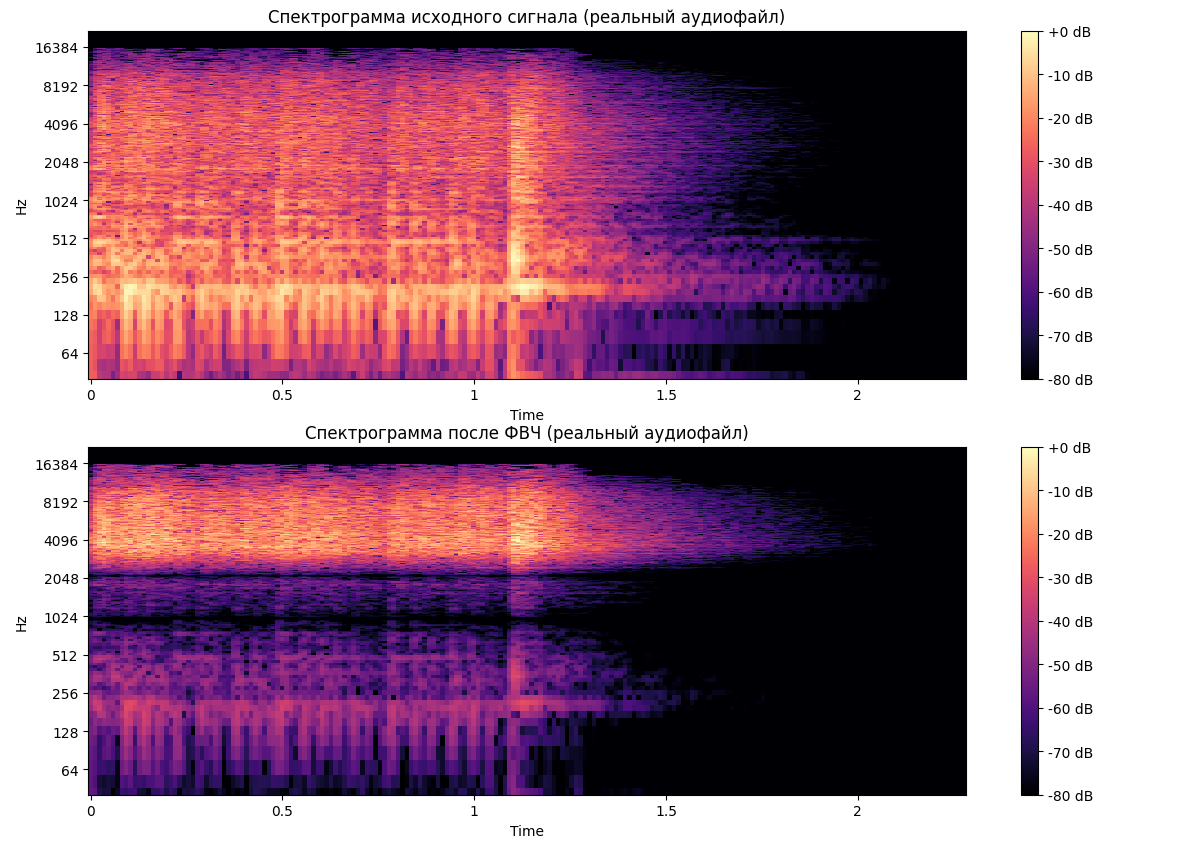 Спектрограмма исходного сигнала (реальный аудиофайл)
16384
8192
4096
2048
1024
512
256
128
64
Hz
0 0.5 1 1.5 2
Time
+0 dB
-10 dB
-20 dB
-30 dB
-40 dB
-50 dB
-60 dB
-70 dB
-80 dB
Спектрограмма после ФВЧ (реальный аудиофайл)
16384
8192
4096
2048
1024
512
256
128
64
Hz
0 0.5 1 1.5 2
Time
+0 dB
-10 dB
-20 dB
-30 dB
-40 dB
-50 dB
-60 dB
-70 dB
-80 dB